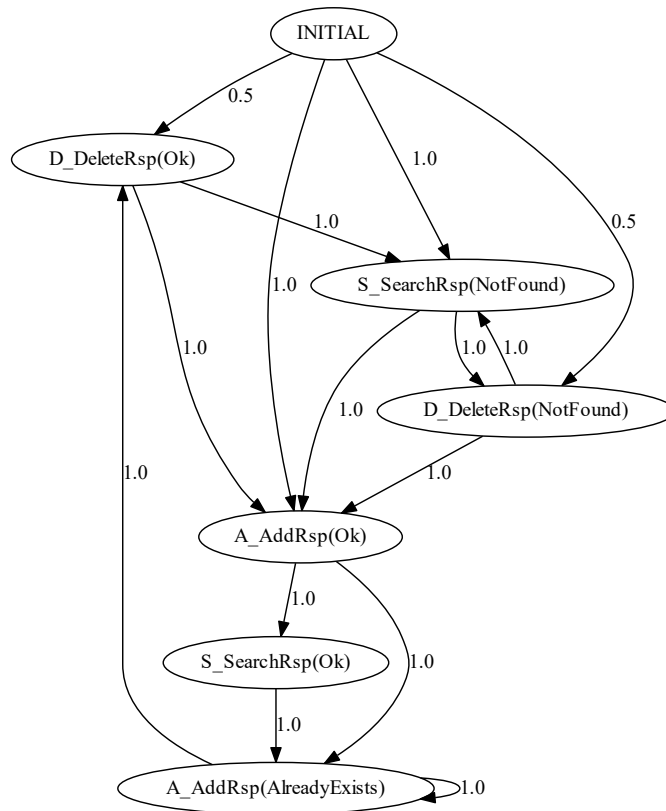 INITIAL
0.5
D_DeleteRsp(Ok)
1.0
0.5
1.0
S_SearchRsp(NotFound)
1.0
1.0
1.0
1.0
1.0
D_DeleteRsp(NotFound)
1.0
1.0
A_AddRsp(Ok)
1.0
S_SearchRsp(Ok)
1.0
1.0
A_AddRsp(AlreadyExists)
1.0